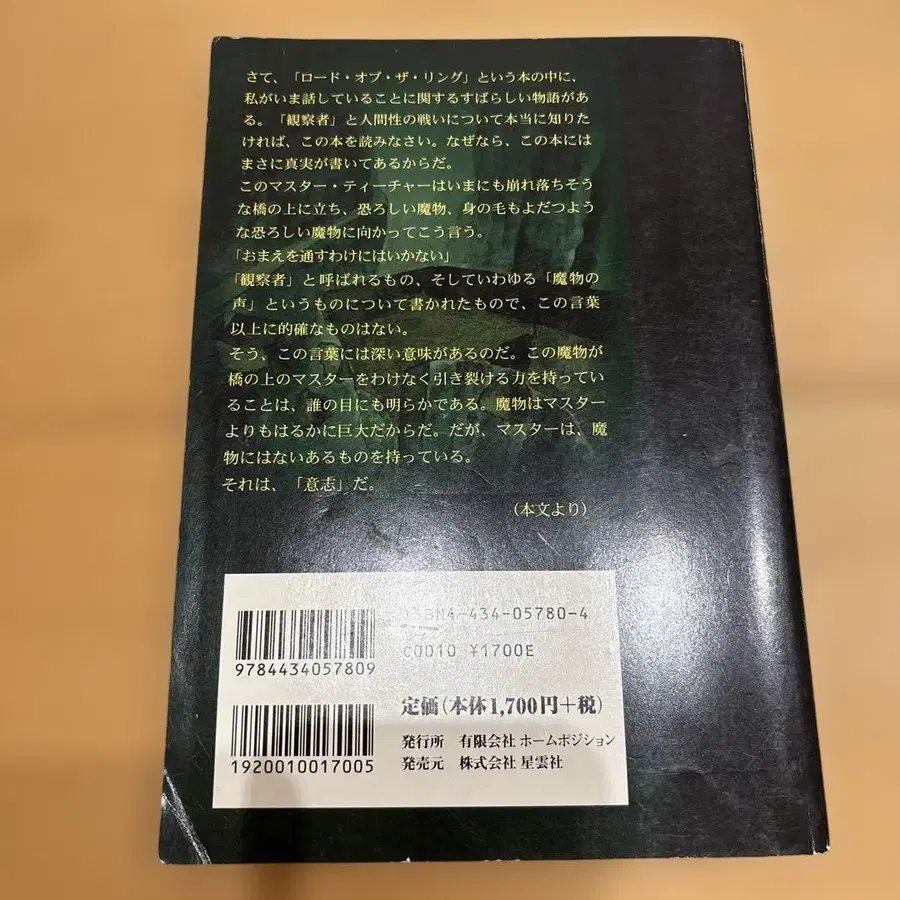 さて、「ロード・オブ・ザ・リング」という本の中に、
私がいま話していることに関するすばらしい物語があ
る。「観察者」と人間性の戦いについて本当に知りた
ければ、この本を読みなさい。なぜなら、この本には
まさに真実が書いてあるからだ。
このマスター・ティーチャーはいまにも崩れ落ちそう
な橋の上に立ち、恐ろしい魔物、身の毛もよだつよう
な恐ろしい魔物に向かってこう言う。
「おまえを通すわけにはいかない」
「観察者」と呼ばれるもの、そしていわゆる「魔物の
声」というものについて書かれたもので、この言葉
以上に的確なものはない。
そう、この言葉には深い意味があるのだ。この魔物が
橋の上のマスターをわけなく引き裂ける力を持ってい
ることは、誰の目にも明らかである。魔物はマスター
よりもはるかに巨大だからだ。だが、マスターは、魔
物にはないあるものを持っている。
それは、「意志」だ。
(本文より)
ISBN4-434-05780-4
C0010 ¥1700E
9784434057809
定価(本体1,700円+税)
1920010017005
発行所 有限会社 ホームポジション
発売元 株式会社 星雲社